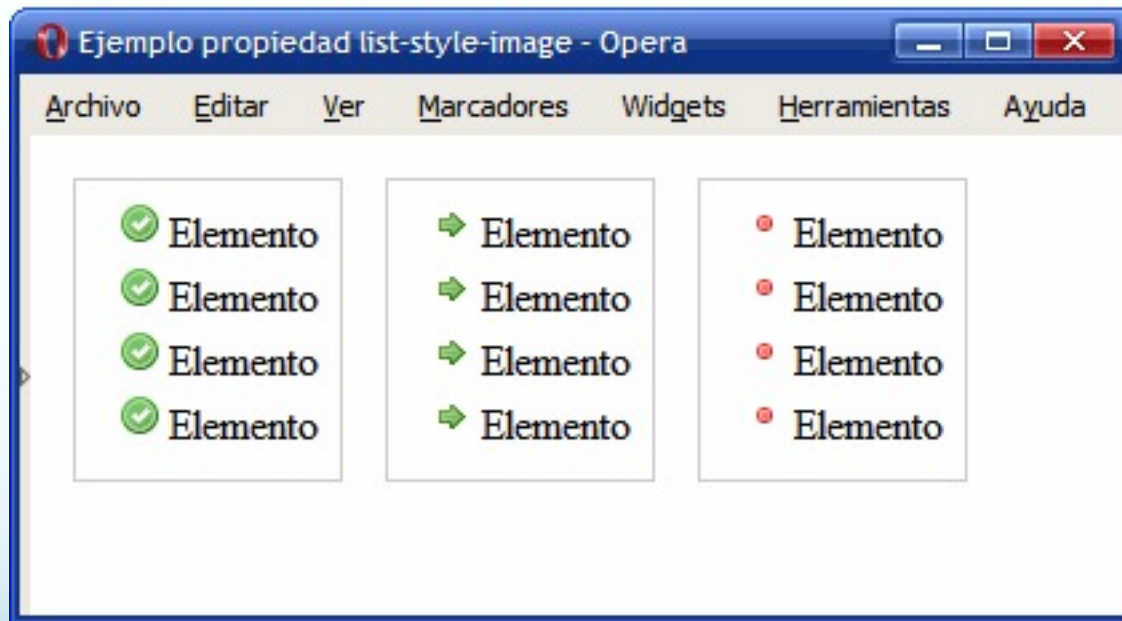 Ejemplo propiedad list-style-image - Opera
Archivo Editar Ver Marcadores Widgets Herramientas Ayuda
Elemento Elemento Elemento
Elemento Elemento Elemento
Elemento Elemento Elemento
Elemento Elemento Elemento